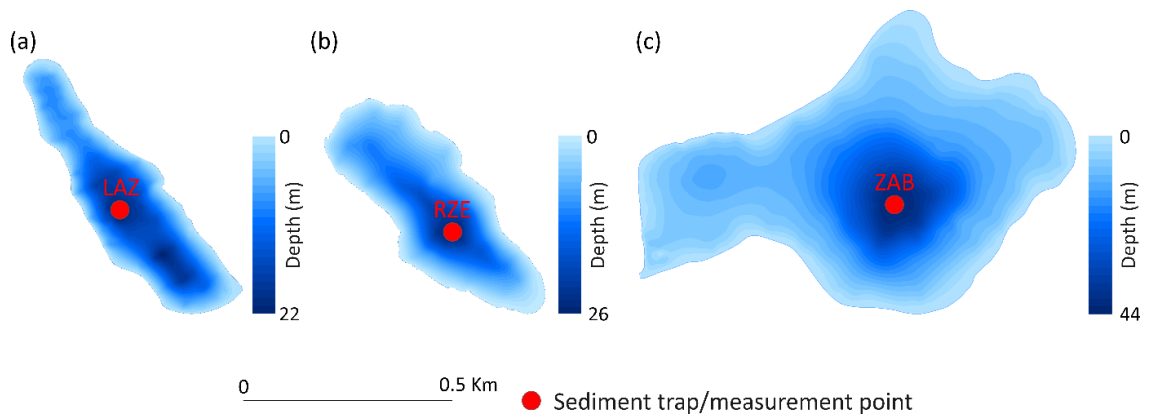 (a)
LAZ
0
Depth (m)
22
(b)
RZE
0
Depth (m)
26
(c)
ZAB
0
Depth (m)
44
0
0.5 Km
Sediment trap/measurement point